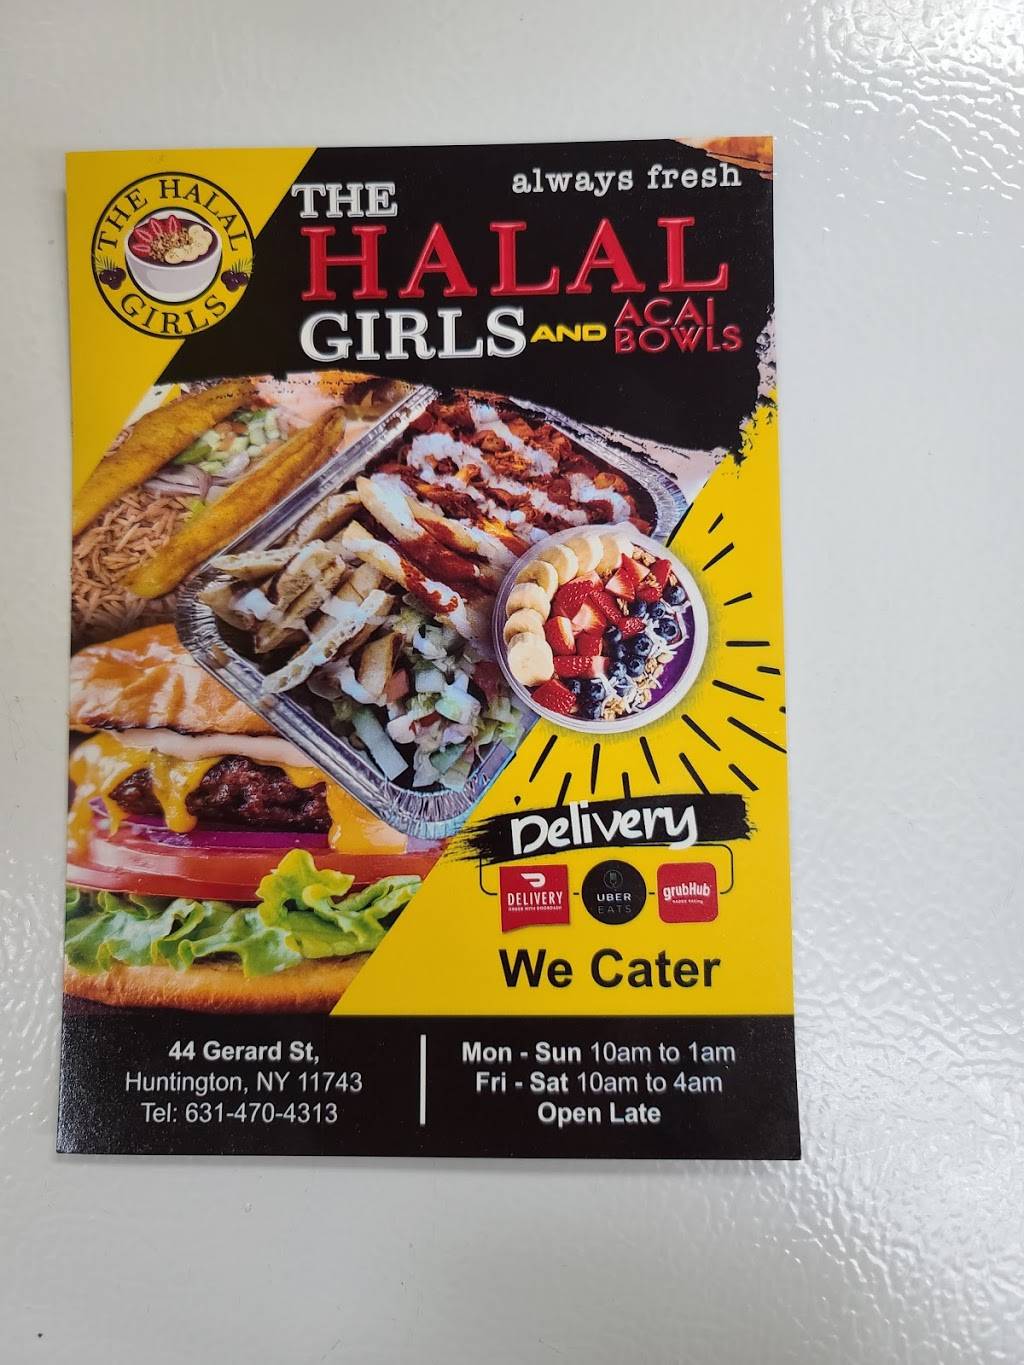 THE HALAL
GIRLS
always fresh
THE
HALAL
GIRLS AND ACAI BOWLS
Delivery
DELIVERY
UBER
EATS
grubHub
We Cater
44 Gerard St,
Huntington, NY 11743
Tel: 631-470-4313
Mon - Sun 10am to 1am
Fri - Sat 10am to 4am
Open Late